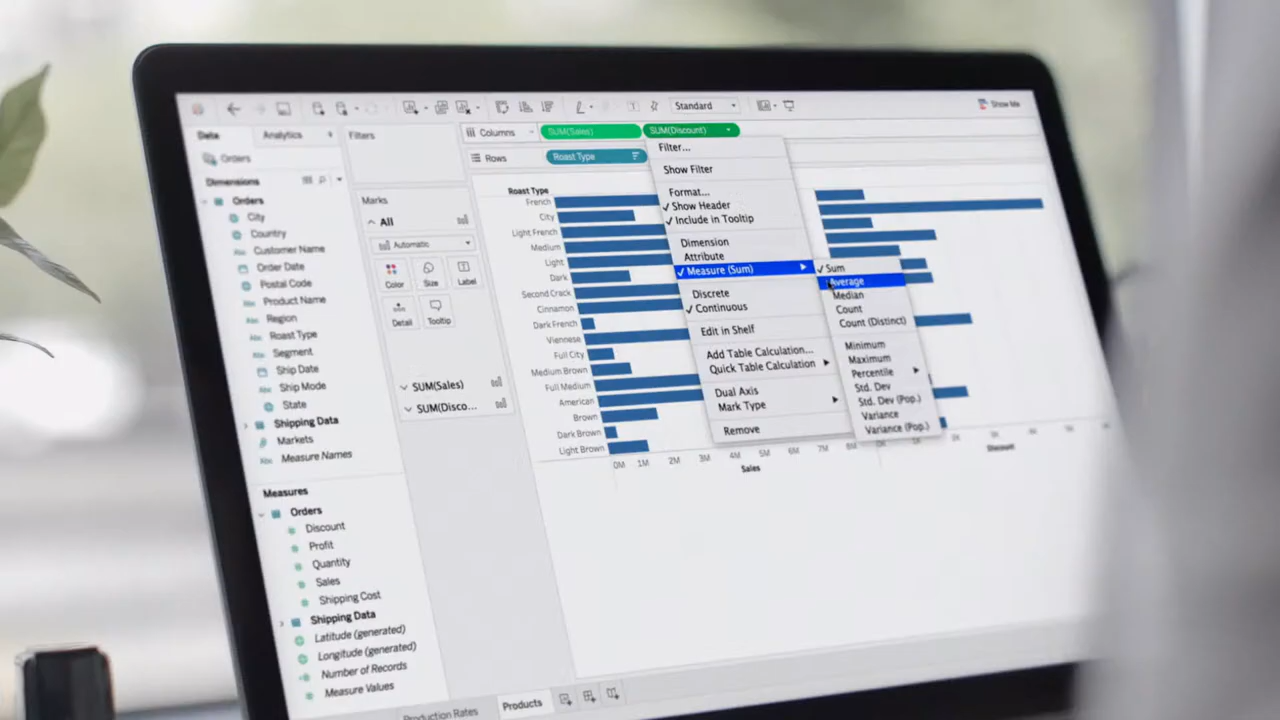 Standard
Show Me
Data
Analytics
Filters
Columns
SUM(Sales)
SUM(Discount)
Orders
Rows
Roast Type
Dimensions
Orders
City
Country
Customer Name
Order Date
Postal Code
Product Name
Region
Roast Type
Segment
Ship Date
Ship Mode
State
Shipping Data
Markets
Measure Names
Measures
Orders
Discount
Profit
Quantity
Sales
Shipping Cost
Shipping Data
Latitude (generated)
Longitude (generated)
Number of Records
Measure Values
Marks
All
Automatic
Color
Size
Label
Detail
Tooltip
SUM(Sales)
SUM(Disco...
Roast Type
French
City
Light French
Medium
Light
Dark
Second Crack
Cinnamon
Dark French
Viennese
Full City
Medium Brown
Full Medium
American
Brown
Dark Brown
Light Brown
Filter...
Show Filter
Format...
Show Header
Include in Tooltip
Dimension
Attribute
Measure (Sum)
Discrete
Continuous
Edit in Shelf
Add Table Calculation...
Quick Table Calculation
Dual Axis
Mark Type
Remove
Sum
Average
Median
Count
Count (Distinct)
Minimum
Maximum
Percentile
Std. Dev
Std. Dev (Pop.)
Variance
Variance (Pop.)
0M 1M 2M 3M 4M 5M 6M 7M 8M 0K 1K 2K 3K 4K 5K
Sales
Discount
Production Rates
Products